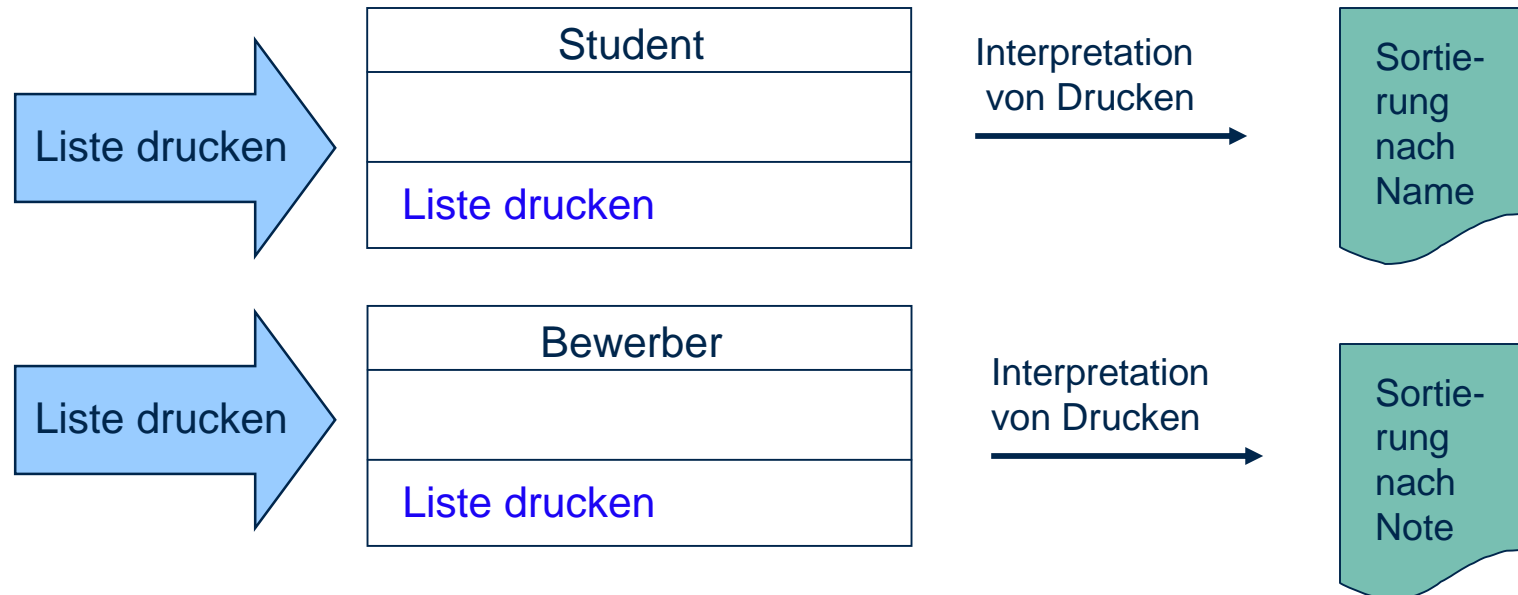 Liste drucken
Student
Liste drucken
Interpretation
von Drucken
Sortie-
rung
nach
Name
Liste drucken
Bewerber
Liste drucken
Interpretation
von Drucken
Sortie-
rung
nach
Note